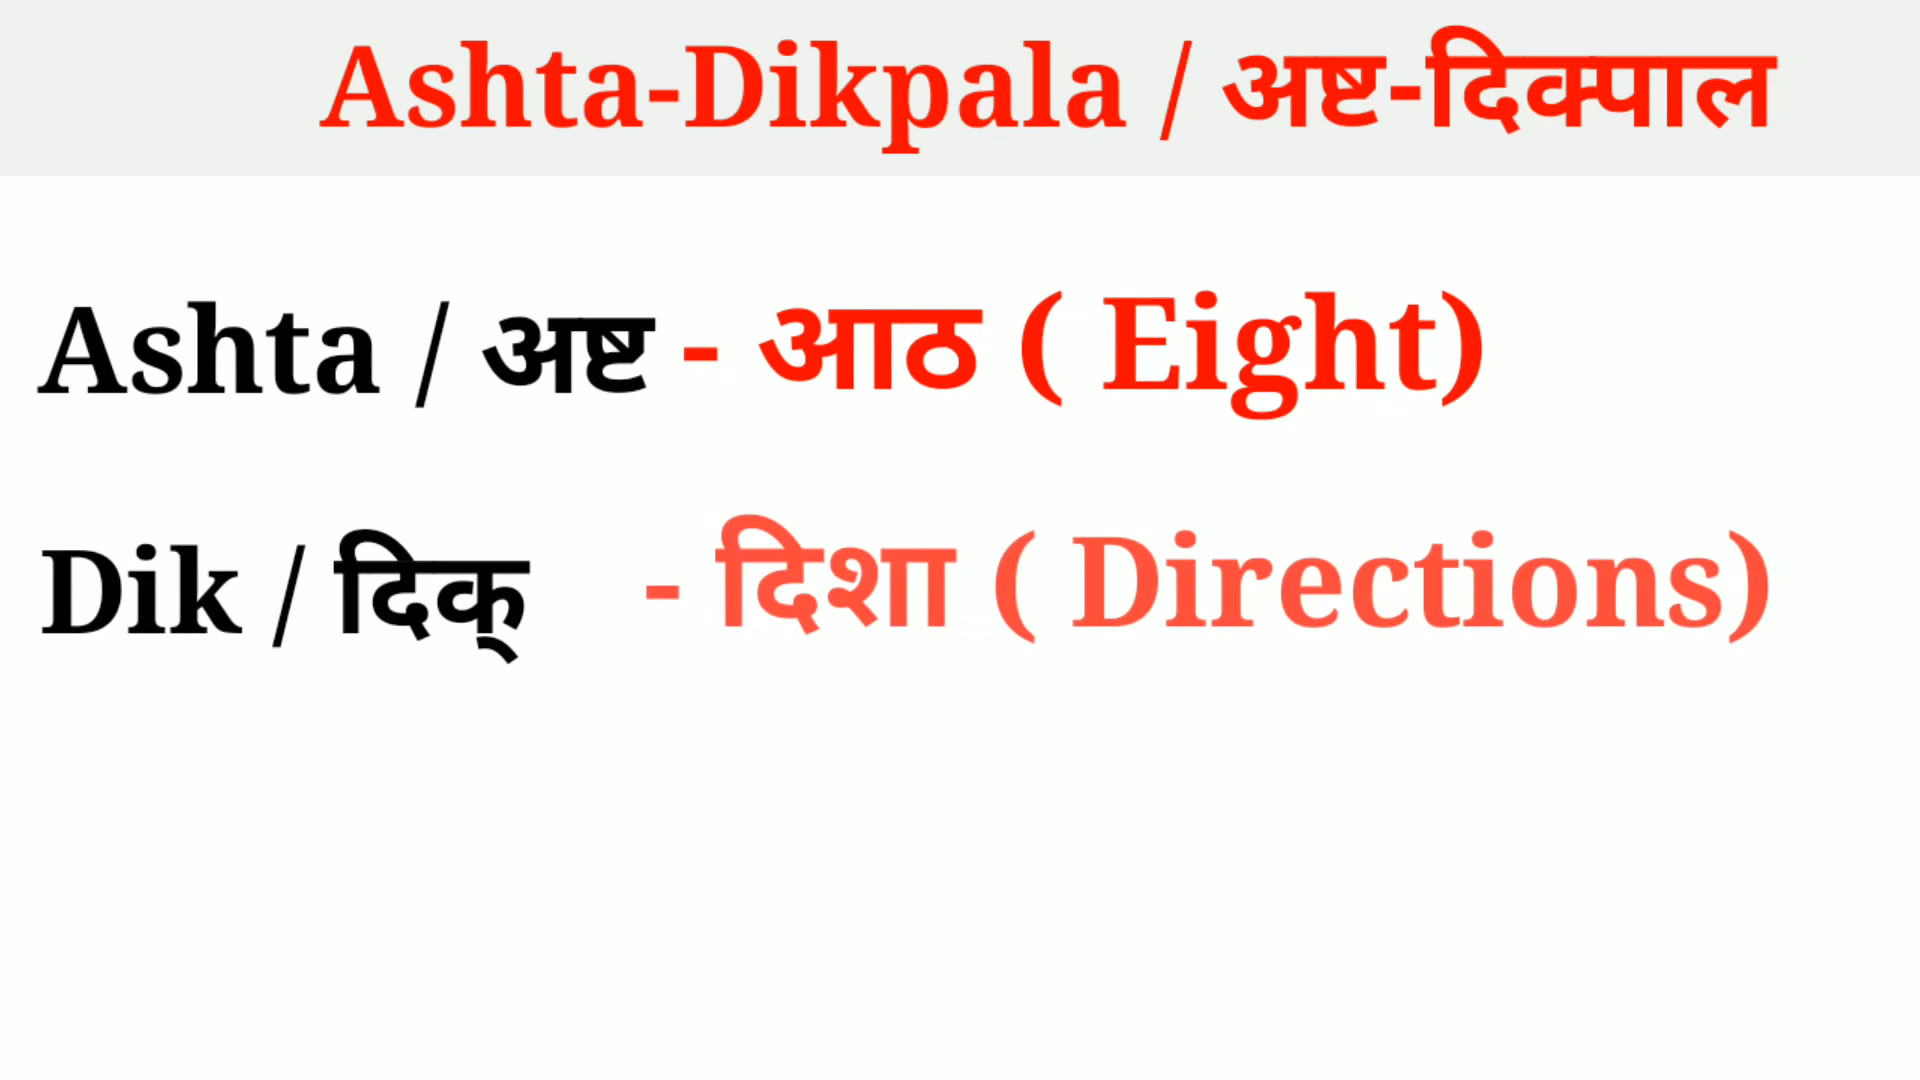 Ashta-Dikpala / अष्ट-दिक्पाल
Ashta / अष्ट - आठ ( Eight)
Dik / दिक् - दिशा ( Directions)